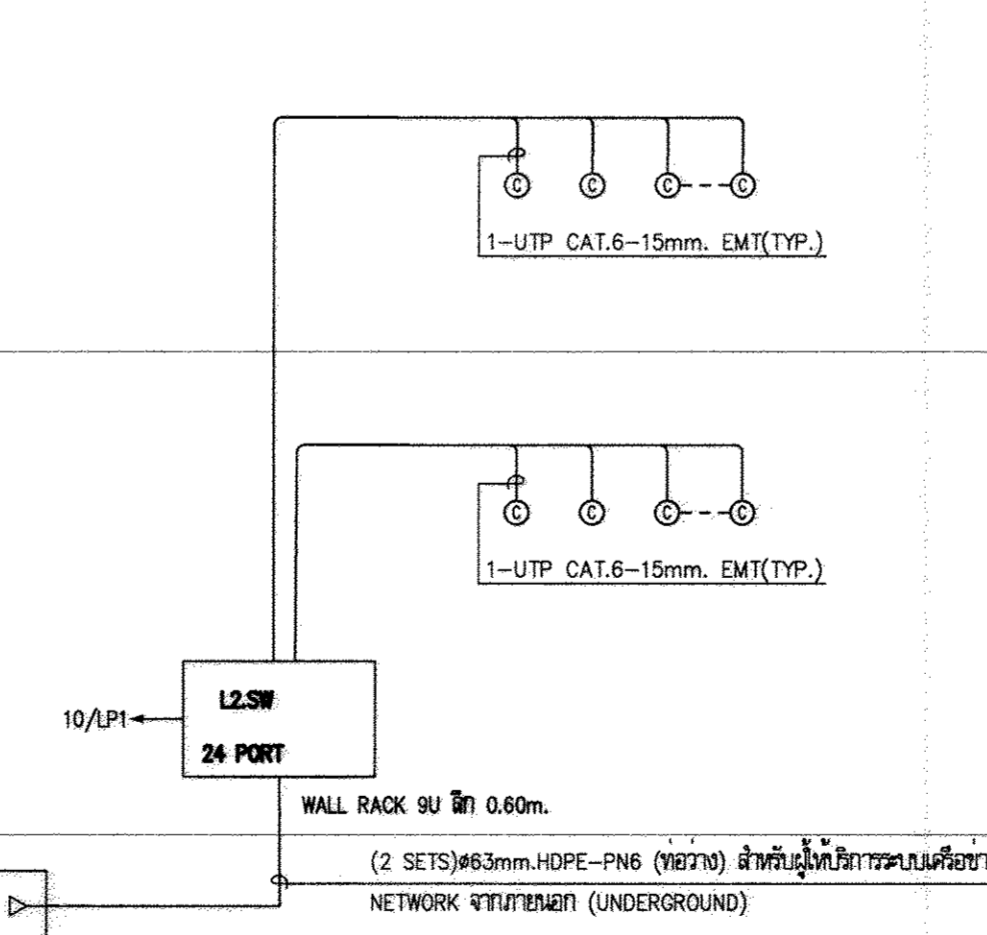 C C C C
1-UTP CAT.6-15mm. EMT(TYP.)
C C C C
1-UTP CAT.6-15mm. EMT(TYP.)
L2.SW
10/LP1
24 PORT
WALL RACK 9U ลึก 0.60m.
(2 SETS)ø63mm.HDPE-PN6 (ท่อว่าง) สำหรับผู้ให้บริการระบบเครือข่า
NETWORK จากภายนอก (UNDERGROUND)